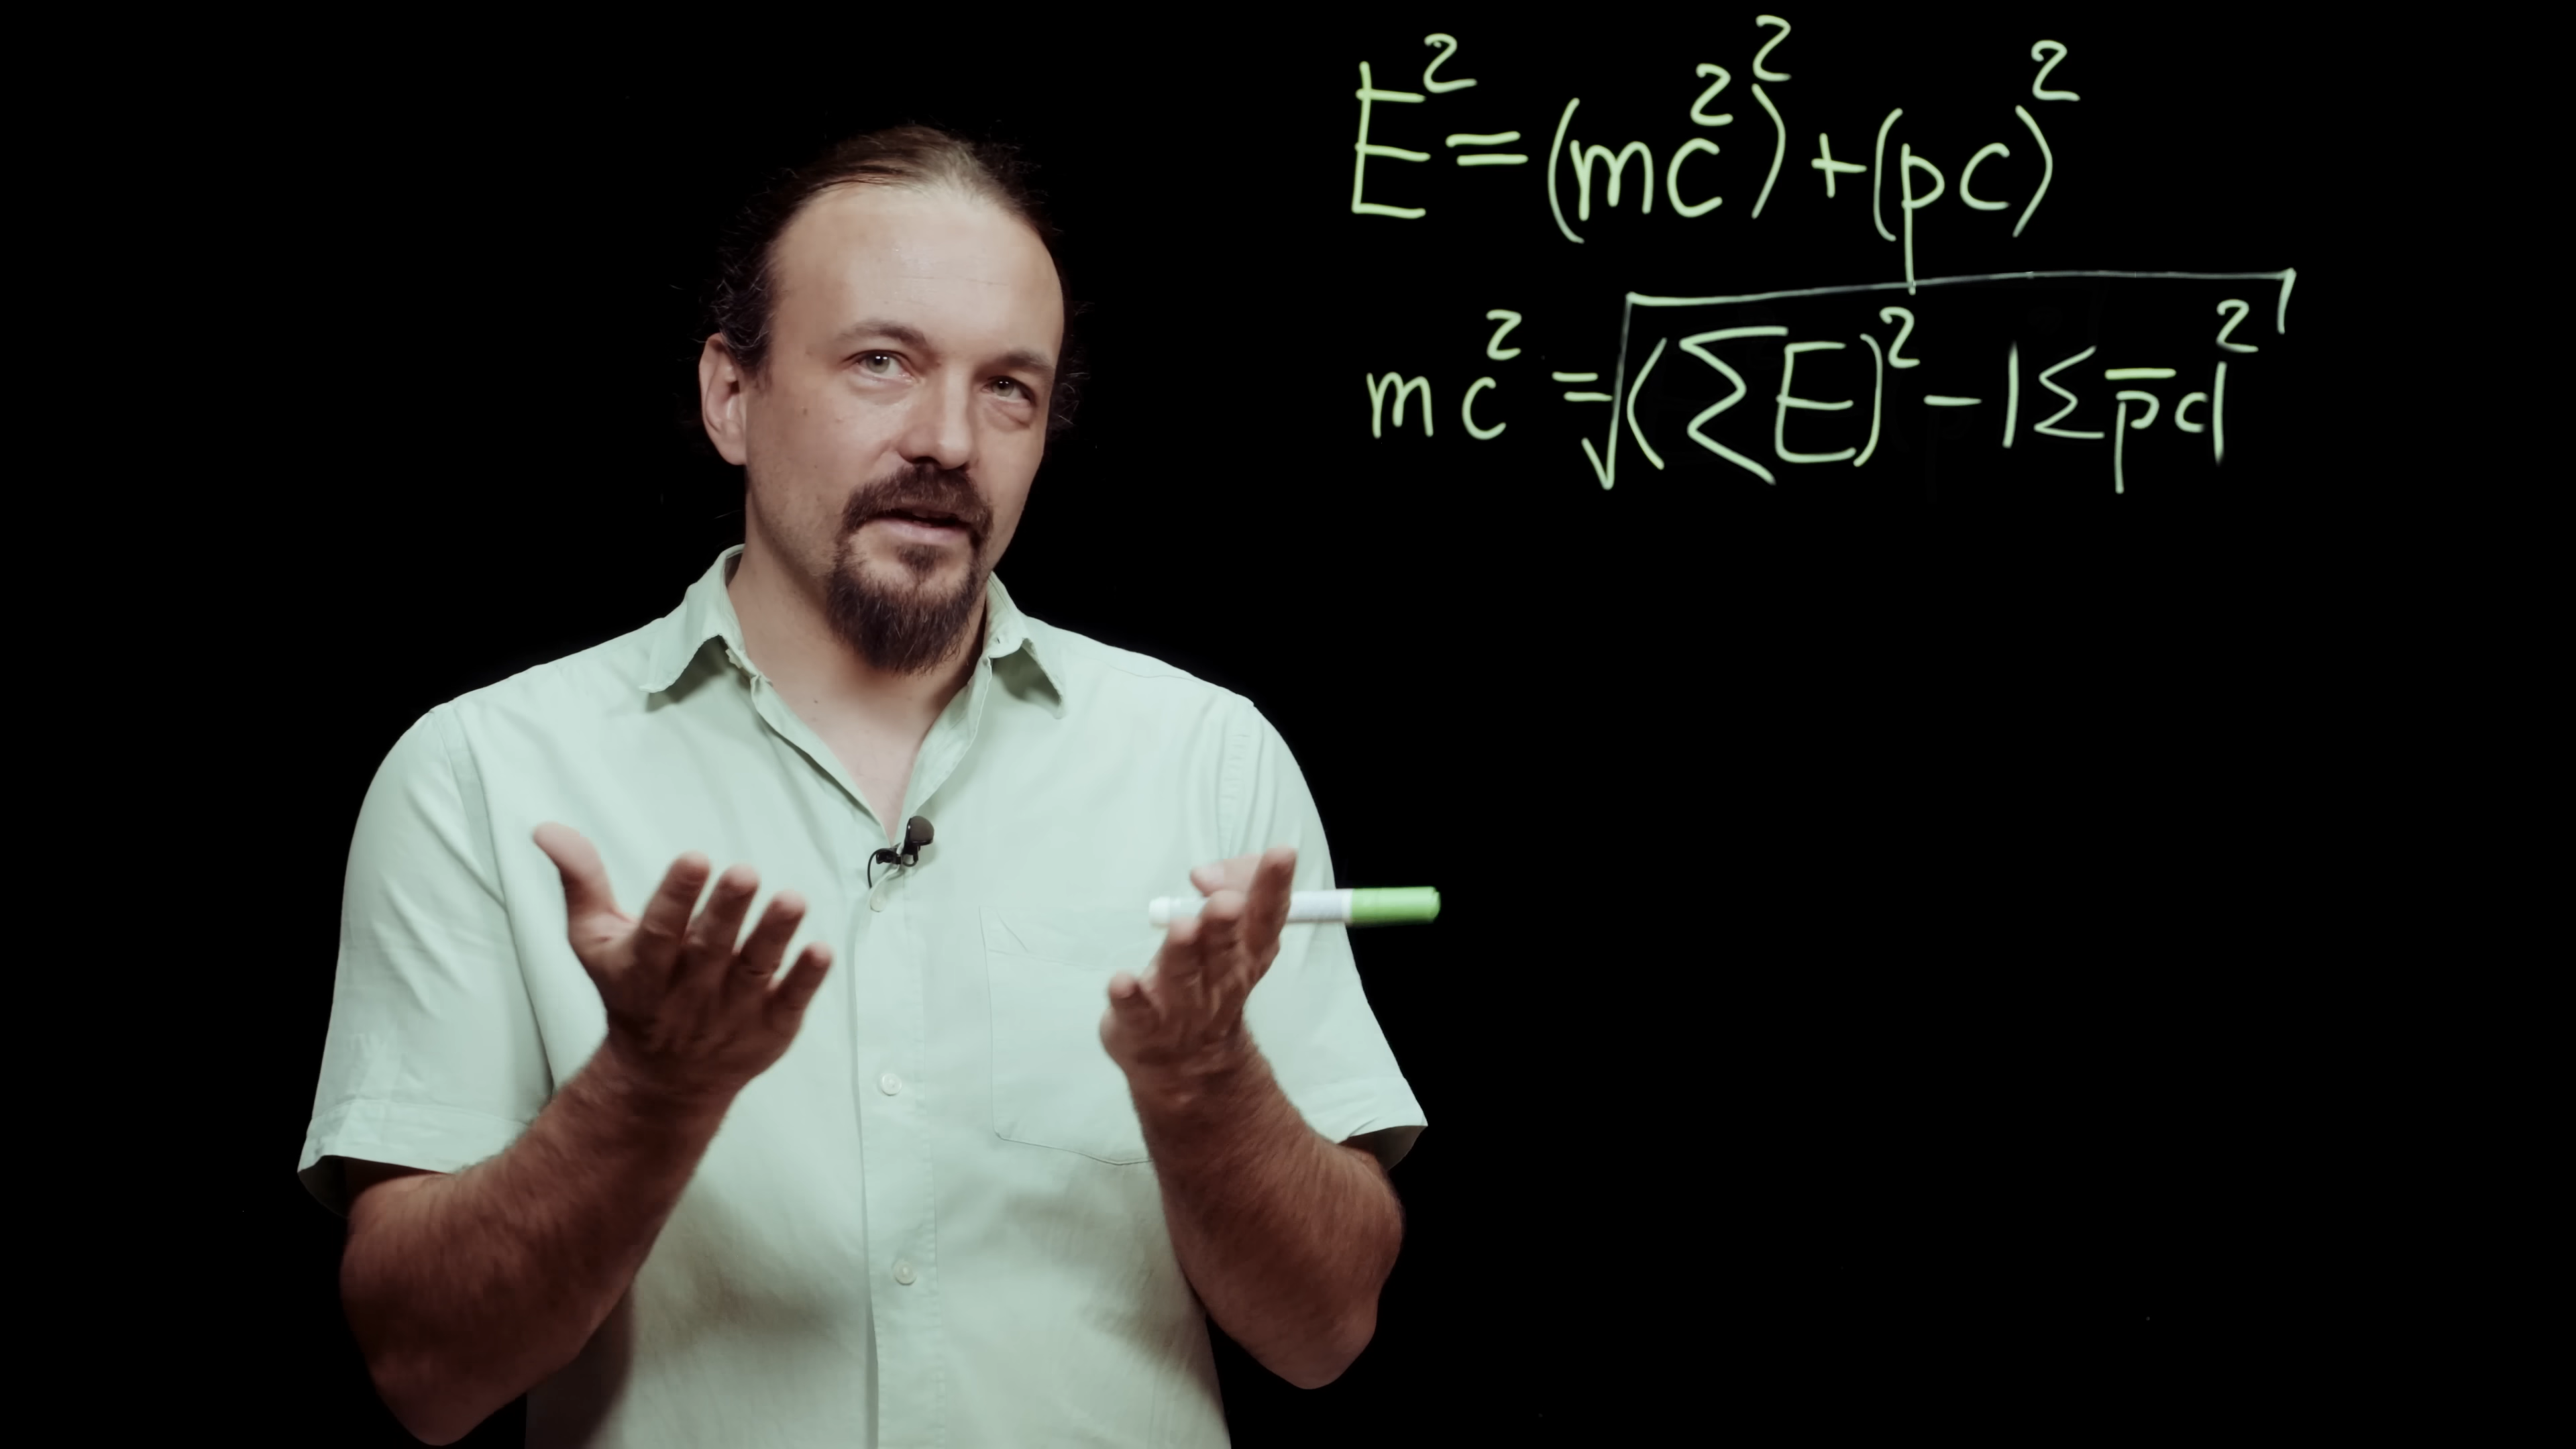 E² = (mc²)² + (pc)²
mc² = √((ΣE)² - |Σp̅c|²)